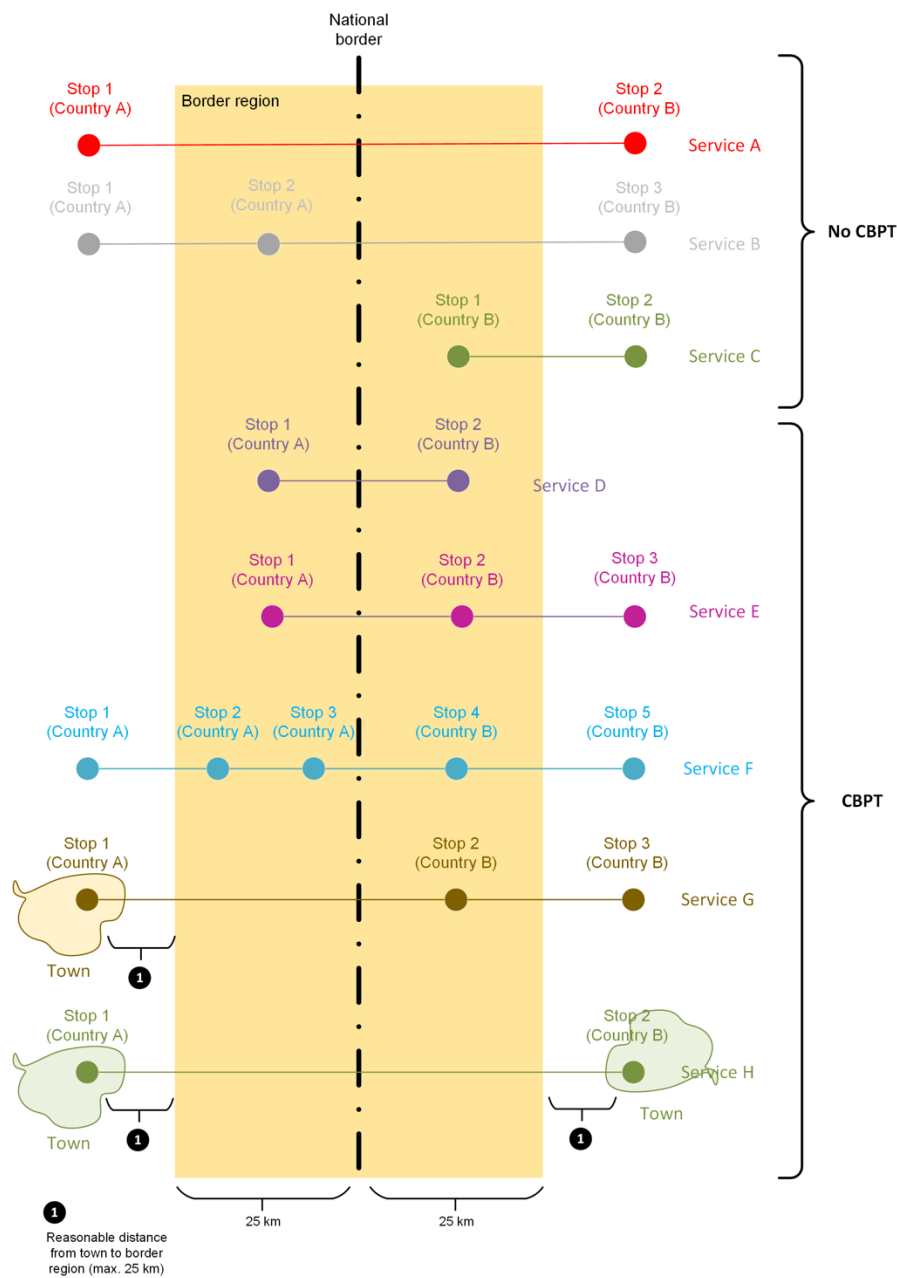 National
border
Border region
Stop 1
(Country A)
Stop 2
(Country B)
Service A
Stop 1
(Country A)
Stop 2
(Country A)
Stop 3
(Country B)
Service B
No CBPT
Stop 1
(Country B)
Stop 2
(Country B)
Service C
Stop 1
(Country A)
Stop 2
(Country B)
Service D
Stop 1
(Country A)
Stop 2
(Country B)
Stop 3
(Country B)
Service E
Stop 1
(Country A)
Stop 2
(Country A)
Stop 3
(Country A)
Stop 4
(Country B)
Stop 5
(Country B)
Service F
CBPT
Stop 1
(Country A)
Stop 2
(Country B)
Stop 3
(Country B)
Service G
Town
1
Stop 1
(Country A)
Stop 2
(Country B)
Service H
Town
1
1
Town
25 km
25 km
1
Reasonable distance
from town to border
region (max. 25 km)